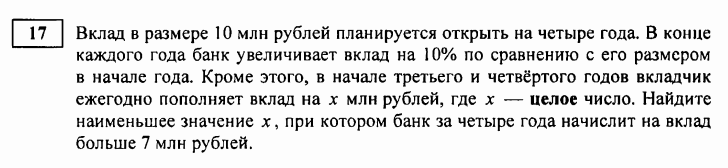 17 Вклад в размере 10 млн рублей планируется открыть на четыре года. В конце
каждого года банк увеличивает вклад на 10% по сравнению с его размером
в начале года. Кроме этого, в начале третьего и четвёртого годов вкладчик
ежегодно пополняет вклад на x млн рублей, где x — целое число. Найдите
наименьшее значение x, при котором банк за четыре года начислит на вклад
больше 7 млн рублей.